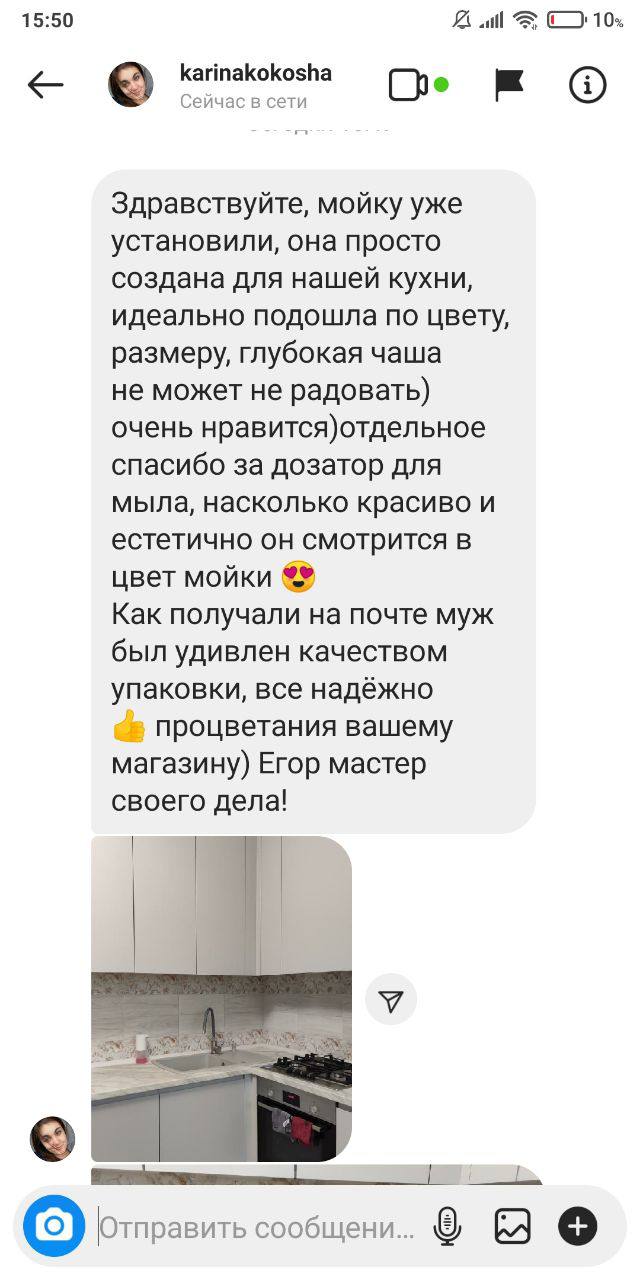 15:50
10%
karinakokosha
Сейчас в сети
Здравствуйте, мойку уже
установили, она просто
создана для нашей кухни,
идеально подошла по цвету,
размеру, глубокая чаша
не может не радовать)
очень нравится)отдельное
спасибо за дозатор для
мыла, насколько красиво и
естетично он смотрится в
цвет мойки 😍
Как получали на почте муж
был удивлен качеством
упаковки, все надёжно
👍 процветания вашему
магазину) Егор мастер
своего дела!
Отправить сообщени...